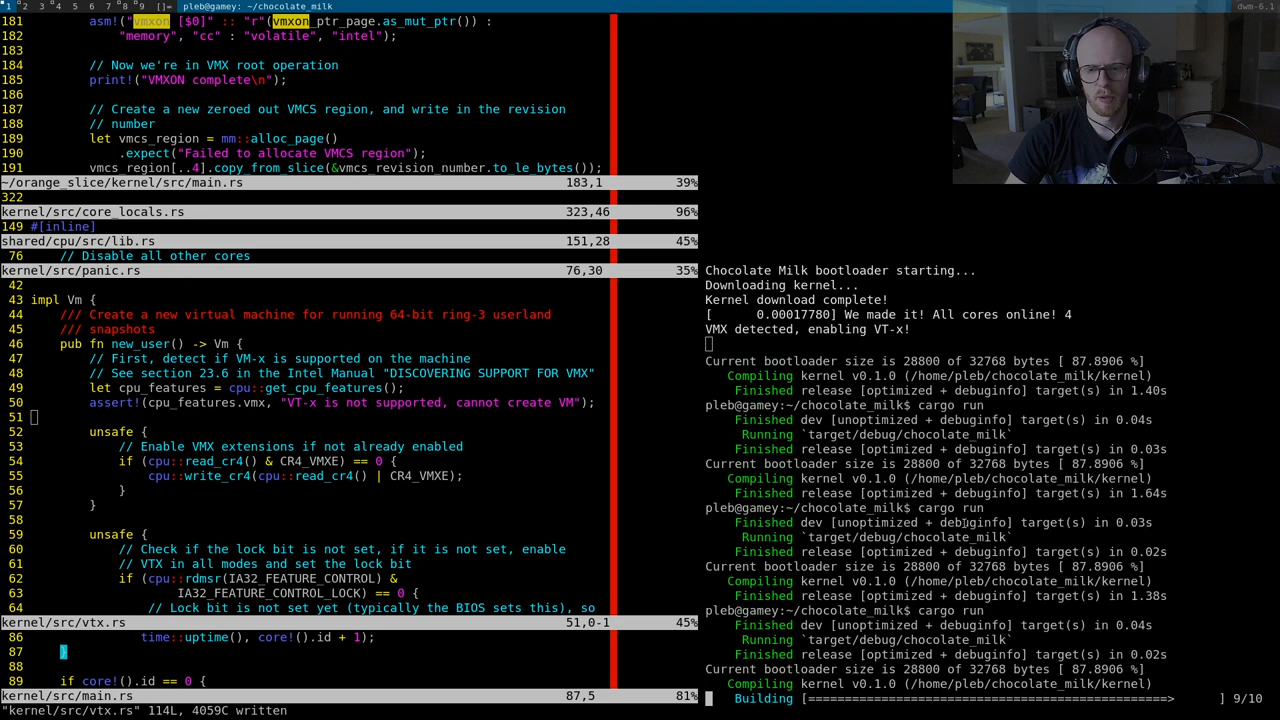 1 2 3 4 5 6 7 8 9 []= pleb@gamey: ~/chocolate_milk
dwm-6.1
181 asm!("vmxon [$0]" :: "r"(vmxon_ptr_page.as_mut_ptr()) :
182 "memory", "cc" : "volatile", "intel");
183
184 // Now we're in VMX root operation
185 print!("VMXON complete\n");
186
187 // Create a new zeroed out VMCS region, and write in the revision
188 // number
189 let vmcs_region = mm::alloc_page()
190 .expect("Failed to allocate VMCS region");
191 vmcs_region[..4].copy_from_slice(&vmcs_revision_number.to_le_bytes());
~/orange_slice/kernel/src/main.rs 183,1 39%
322
kernel/src/core_locals.rs 323,46 96%
149 #[inline]
shared/cpu/src/lib.rs 151,28 45%
76 // Disable all other cores
kernel/src/panic.rs 76,30 35%
42
43 impl Vm {
44 /// Create a new virtual machine for running 64-bit ring-3 userland
45 /// snapshots
46 pub fn new_user() -> Vm {
47 // First, detect if VM-x is supported on the machine
48 // See section 23.6 in the Intel Manual "DISCOVERING SUPPORT FOR VMX"
49 let cpu_features = cpu::get_cpu_features();
50 assert!(cpu_features.vmx, "VT-x is not supported, cannot create VM");
51
52 unsafe {
53 // Enable VMX extensions if not already enabled
54 if (cpu::read_cr4() & CR4_VMXE) == 0 {
55 cpu::write_cr4(cpu::read_cr4() | CR4_VMXE);
56 }
57 }
58
59 unsafe {
60 // Check if the lock bit is not set, if it is not set, enable
61 // VTX in all modes and set the lock bit
62 if (cpu::rdmsr(IA32_FEATURE_CONTROL) &
63 IA32_FEATURE_CONTROL_LOCK) == 0 {
64 // Lock bit is not set yet (typically the BIOS sets this), so
kernel/src/vtx.rs 51,0-1 45%
86 time::uptime(), core!().id + 1);
87 }
88
89 if core!().id == 0 {
kernel/src/main.rs 87,5 81%
"kernel/src/vtx.rs" 114L, 4059C written
Chocolate Milk bootloader starting...
Downloading kernel...
Kernel download complete!
[ 0.00017780] We made it! All cores online! 4
VMX detected, enabling VT-x!
Current bootloader size is 28800 of 32768 bytes [ 87.8906 %]
Compiling kernel v0.1.0 (/home/pleb/chocolate_milk/kernel)
Finished release [optimized + debuginfo] target(s) in 1.40s
pleb@gamey:~/chocolate_milk$ cargo run
Finished dev [unoptimized + debuginfo] target(s) in 0.04s
Running `target/debug/chocolate_milk`
Finished release [optimized + debuginfo] target(s) in 0.03s
Current bootloader size is 28800 of 32768 bytes [ 87.8906 %]
Compiling kernel v0.1.0 (/home/pleb/chocolate_milk/kernel)
Finished release [optimized + debuginfo] target(s) in 1.64s
pleb@gamey:~/chocolate_milk$ cargo run
Finished dev [unoptimized + debuginfo] target(s) in 0.03s
Running `target/debug/chocolate_milk`
Finished release [optimized + debuginfo] target(s) in 0.02s
Current bootloader size is 28800 of 32768 bytes [ 87.8906 %]
Compiling kernel v0.1.0 (/home/pleb/chocolate_milk/kernel)
Finished release [optimized + debuginfo] target(s) in 1.38s
pleb@gamey:~/chocolate_milk$ cargo run
Finished dev [unoptimized + debuginfo] target(s) in 0.04s
Running `target/debug/chocolate_milk`
Finished release [optimized + debuginfo] target(s) in 0.02s
Current bootloader size is 28800 of 32768 bytes [ 87.8906 %]
Compiling kernel v0.1.0 (/home/pleb/chocolate_milk/kernel)
Building [================================================> ] 9/10